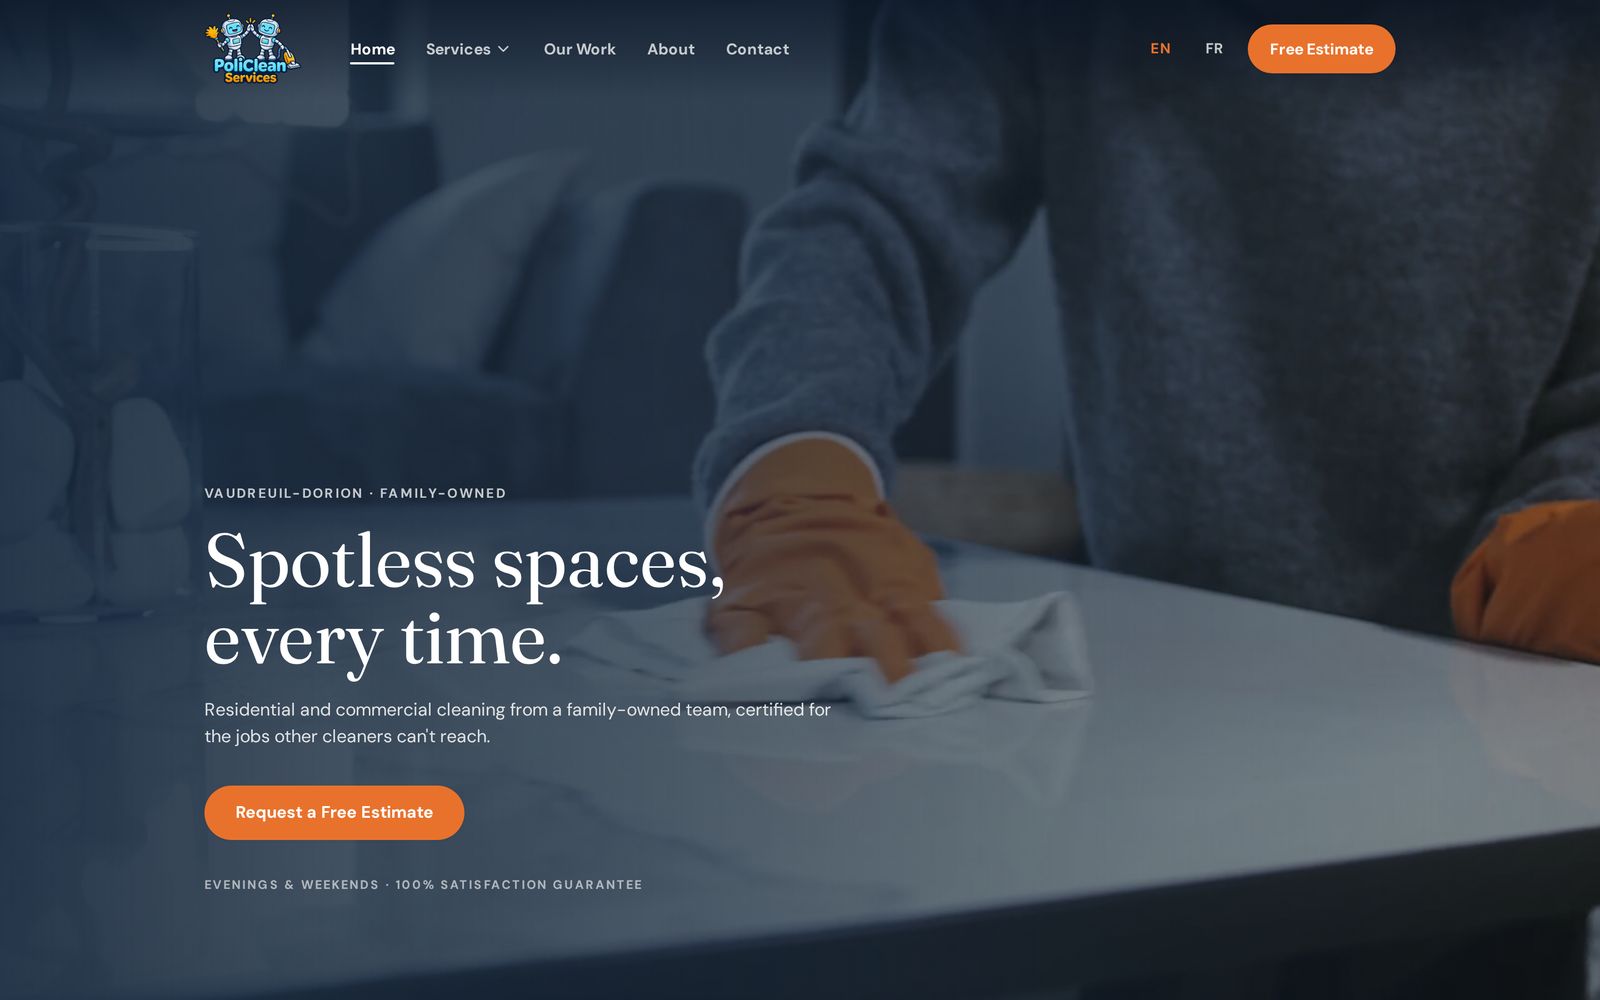 PoliClean
Services
Home
Services
Our Work
About
Contact
EN
FR
Free Estimate
VAUDREUIL-DORION · FAMILY-OWNED
Spotless spaces,
every time.
Residential and commercial cleaning from a family-owned team, certified for
the jobs other cleaners can't reach.
Request a Free Estimate
EVENINGS & WEEKENDS · 100% SATISFACTION GUARANTEE